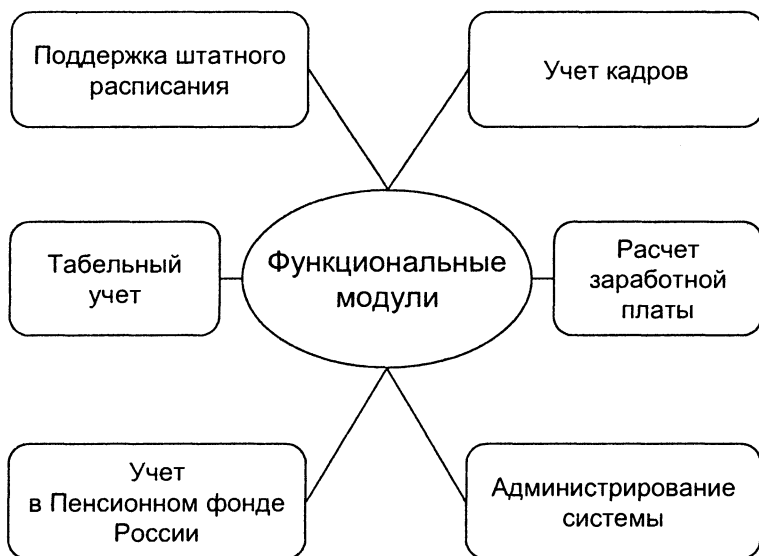 Поддержка штатного
расписания
Учет кадров
Табельный
учет
Функциональные
модули
Расчет
заработной
платы
Учет
в Пенсионном фонде
России
Администрирование
системы